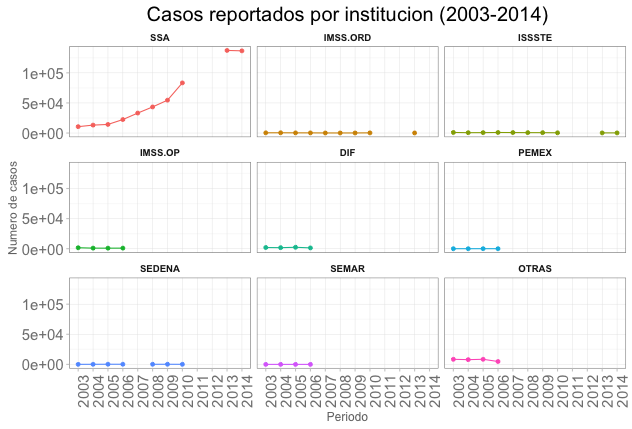 Casos reportados por institucion (2003-2014)
SSA IMSS.ORD ISSSTE
1e+05
5e+04
0e+00
IMSS.OP DIF PEMEX
1e+05
5e+04
0e+00
SEDENA SEMAR OTRAS
1e+05
5e+04
0e+00
Numero de casos
2003 2004 2005 2006 2007 2008 2009 2010 2011 2012 2013 2014 2003 2004 2005 2006 2007 2008 2009 2010 2011 2012 2013 2014 2003 2004 2005 2006 2007 2008 2009 2010 2011 2012 2013 2014
Periodo